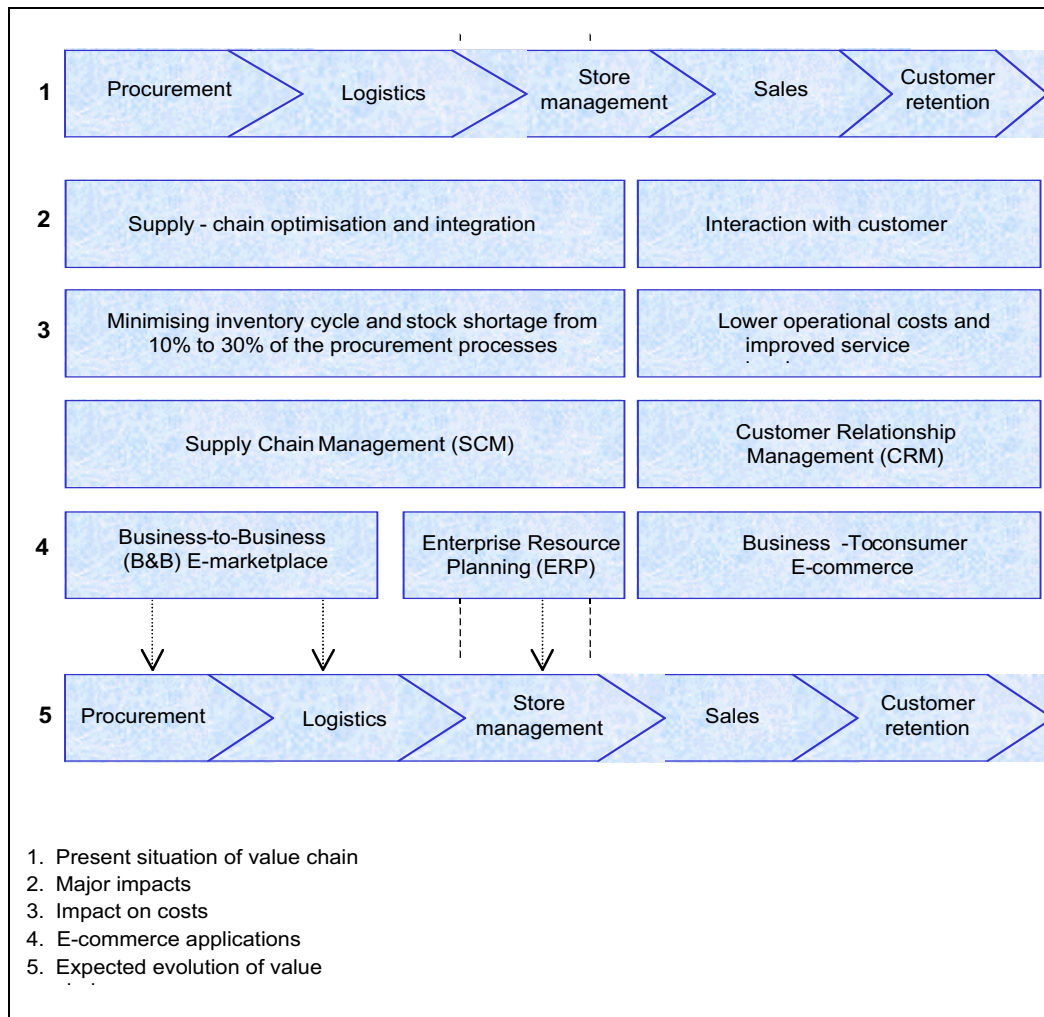 1
Procurement
Logistics
Store
management
Sales
Customer
retention
2
Supply - chain optimisation and integration
Interaction with customer
3
Minimising inventory cycle and stock shortage from
10% to 30% of the procurement processes
Lower operational costs and
improved service
Supply Chain Management (SCM)
Customer Relationship
Management (CRM)
4
Business-to-Business
(B&B) E-marketplace
Enterprise Resource
Planning (ERP)
Business -Toconsumer
E-commerce
5
Procurement
Logistics
Store
management
Sales
Customer
retention
1. Present situation of value chain
2. Major impacts
3. Impact on costs
4. E-commerce applications
5. Expected evolution of value